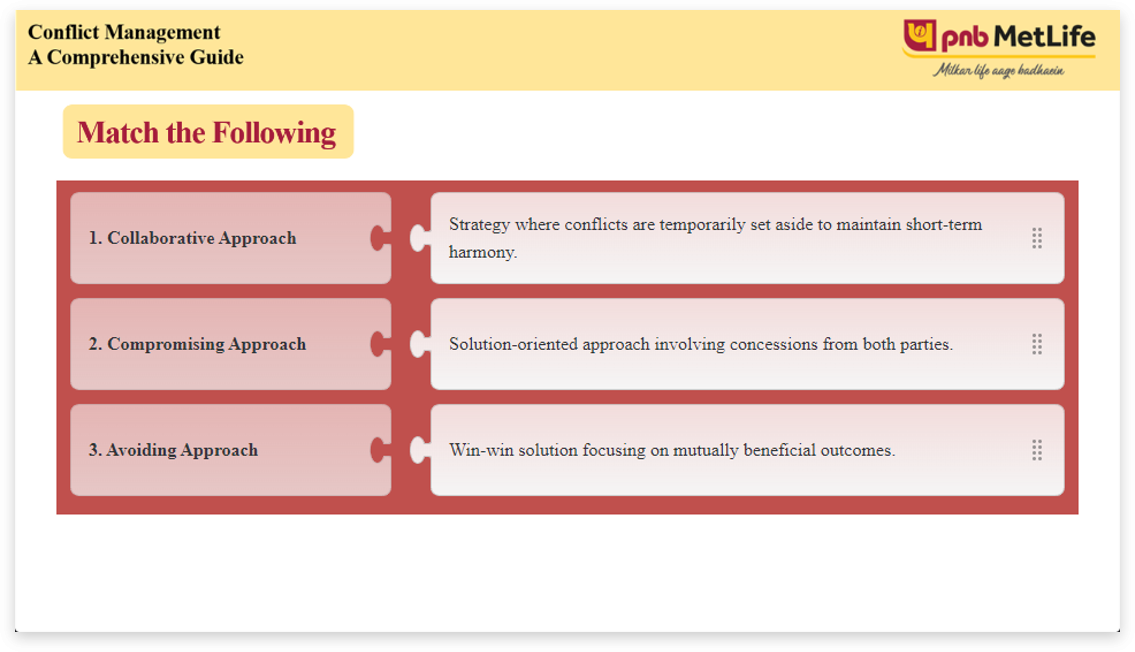 Conflict Management
A Comprehensive Guide
pnb MetLife
Milkar life aage badhaein
Match the Following
1. Collaborative Approach
Strategy where conflicts are temporarily set aside to maintain short-term
harmony.
2. Compromising Approach
Solution-oriented approach involving concessions from both parties.
3. Avoiding Approach
Win-win solution focusing on mutually beneficial outcomes.